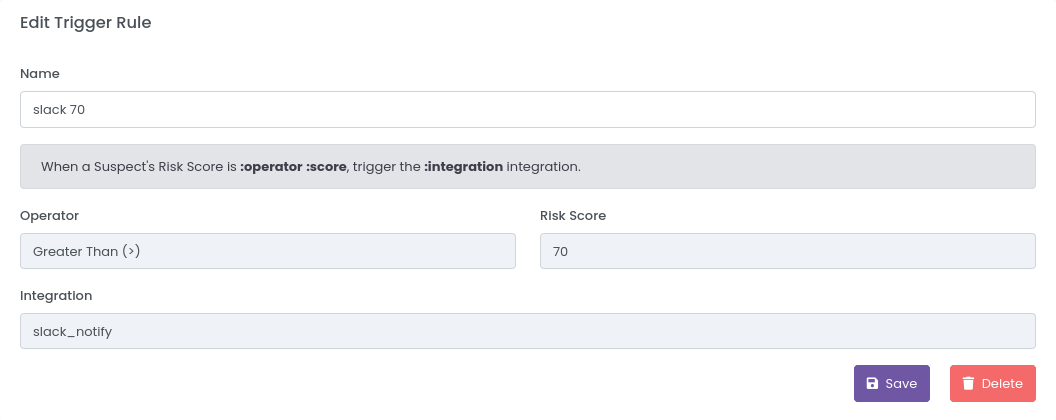 Edit Trigger Rule
Name
slack 70
When a Suspect's Risk Score is :operator :score, trigger the :integration integration.
Operator
Risk Score
Greater Than (>)
70
Integration
slack_notify
Save
Delete